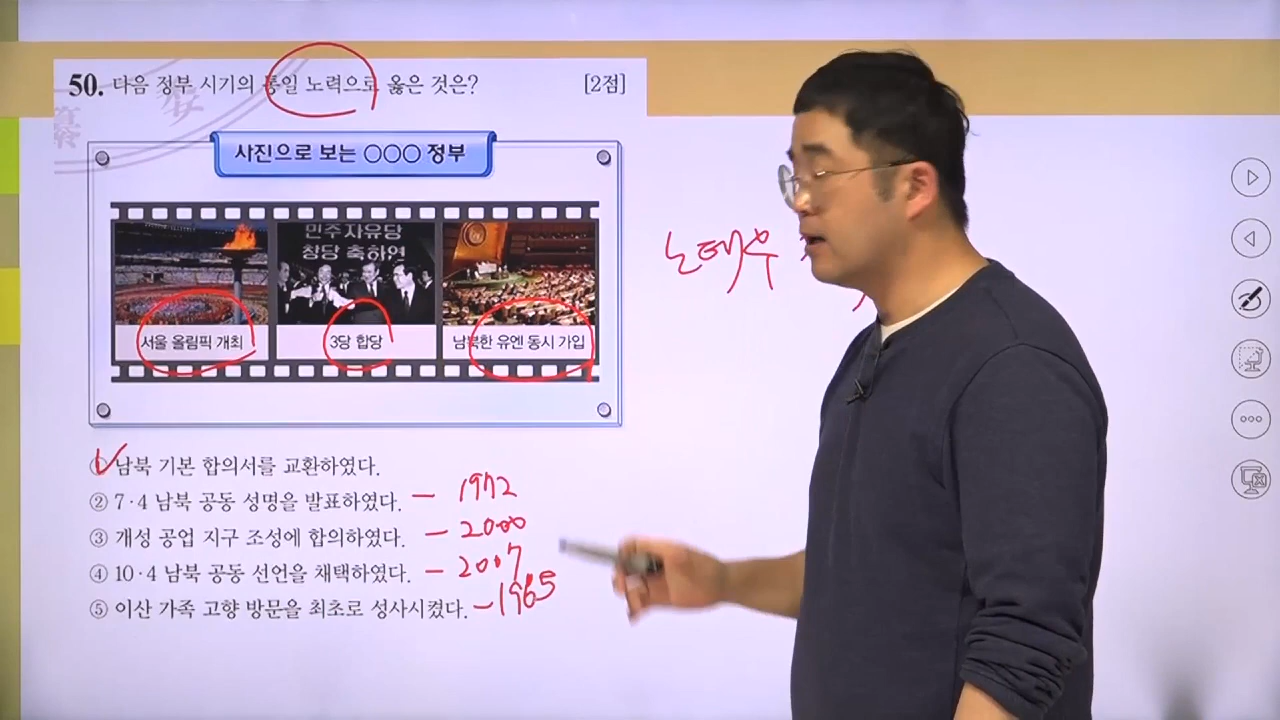 50. 다음 정부 시기의 통일 노력으로 옳은 것은? [2점]
사진으로 보는 ○○○ 정부
민주자유당
창당 축하연
서울 올림픽 개최
3당 합당
남북한 유엔 동시 가입
노태우
① 남북 기본 합의서를 교환하였다.
② 7·4 남북 공동 성명을 발표하였다. - 1972
③ 개성 공업 지구 조성에 합의하였다. - 2000
④ 10·4 남북 공동 선언을 채택하였다. - 2007
⑤ 이산 가족 고향 방문을 최초로 성사시켰다. - 1985